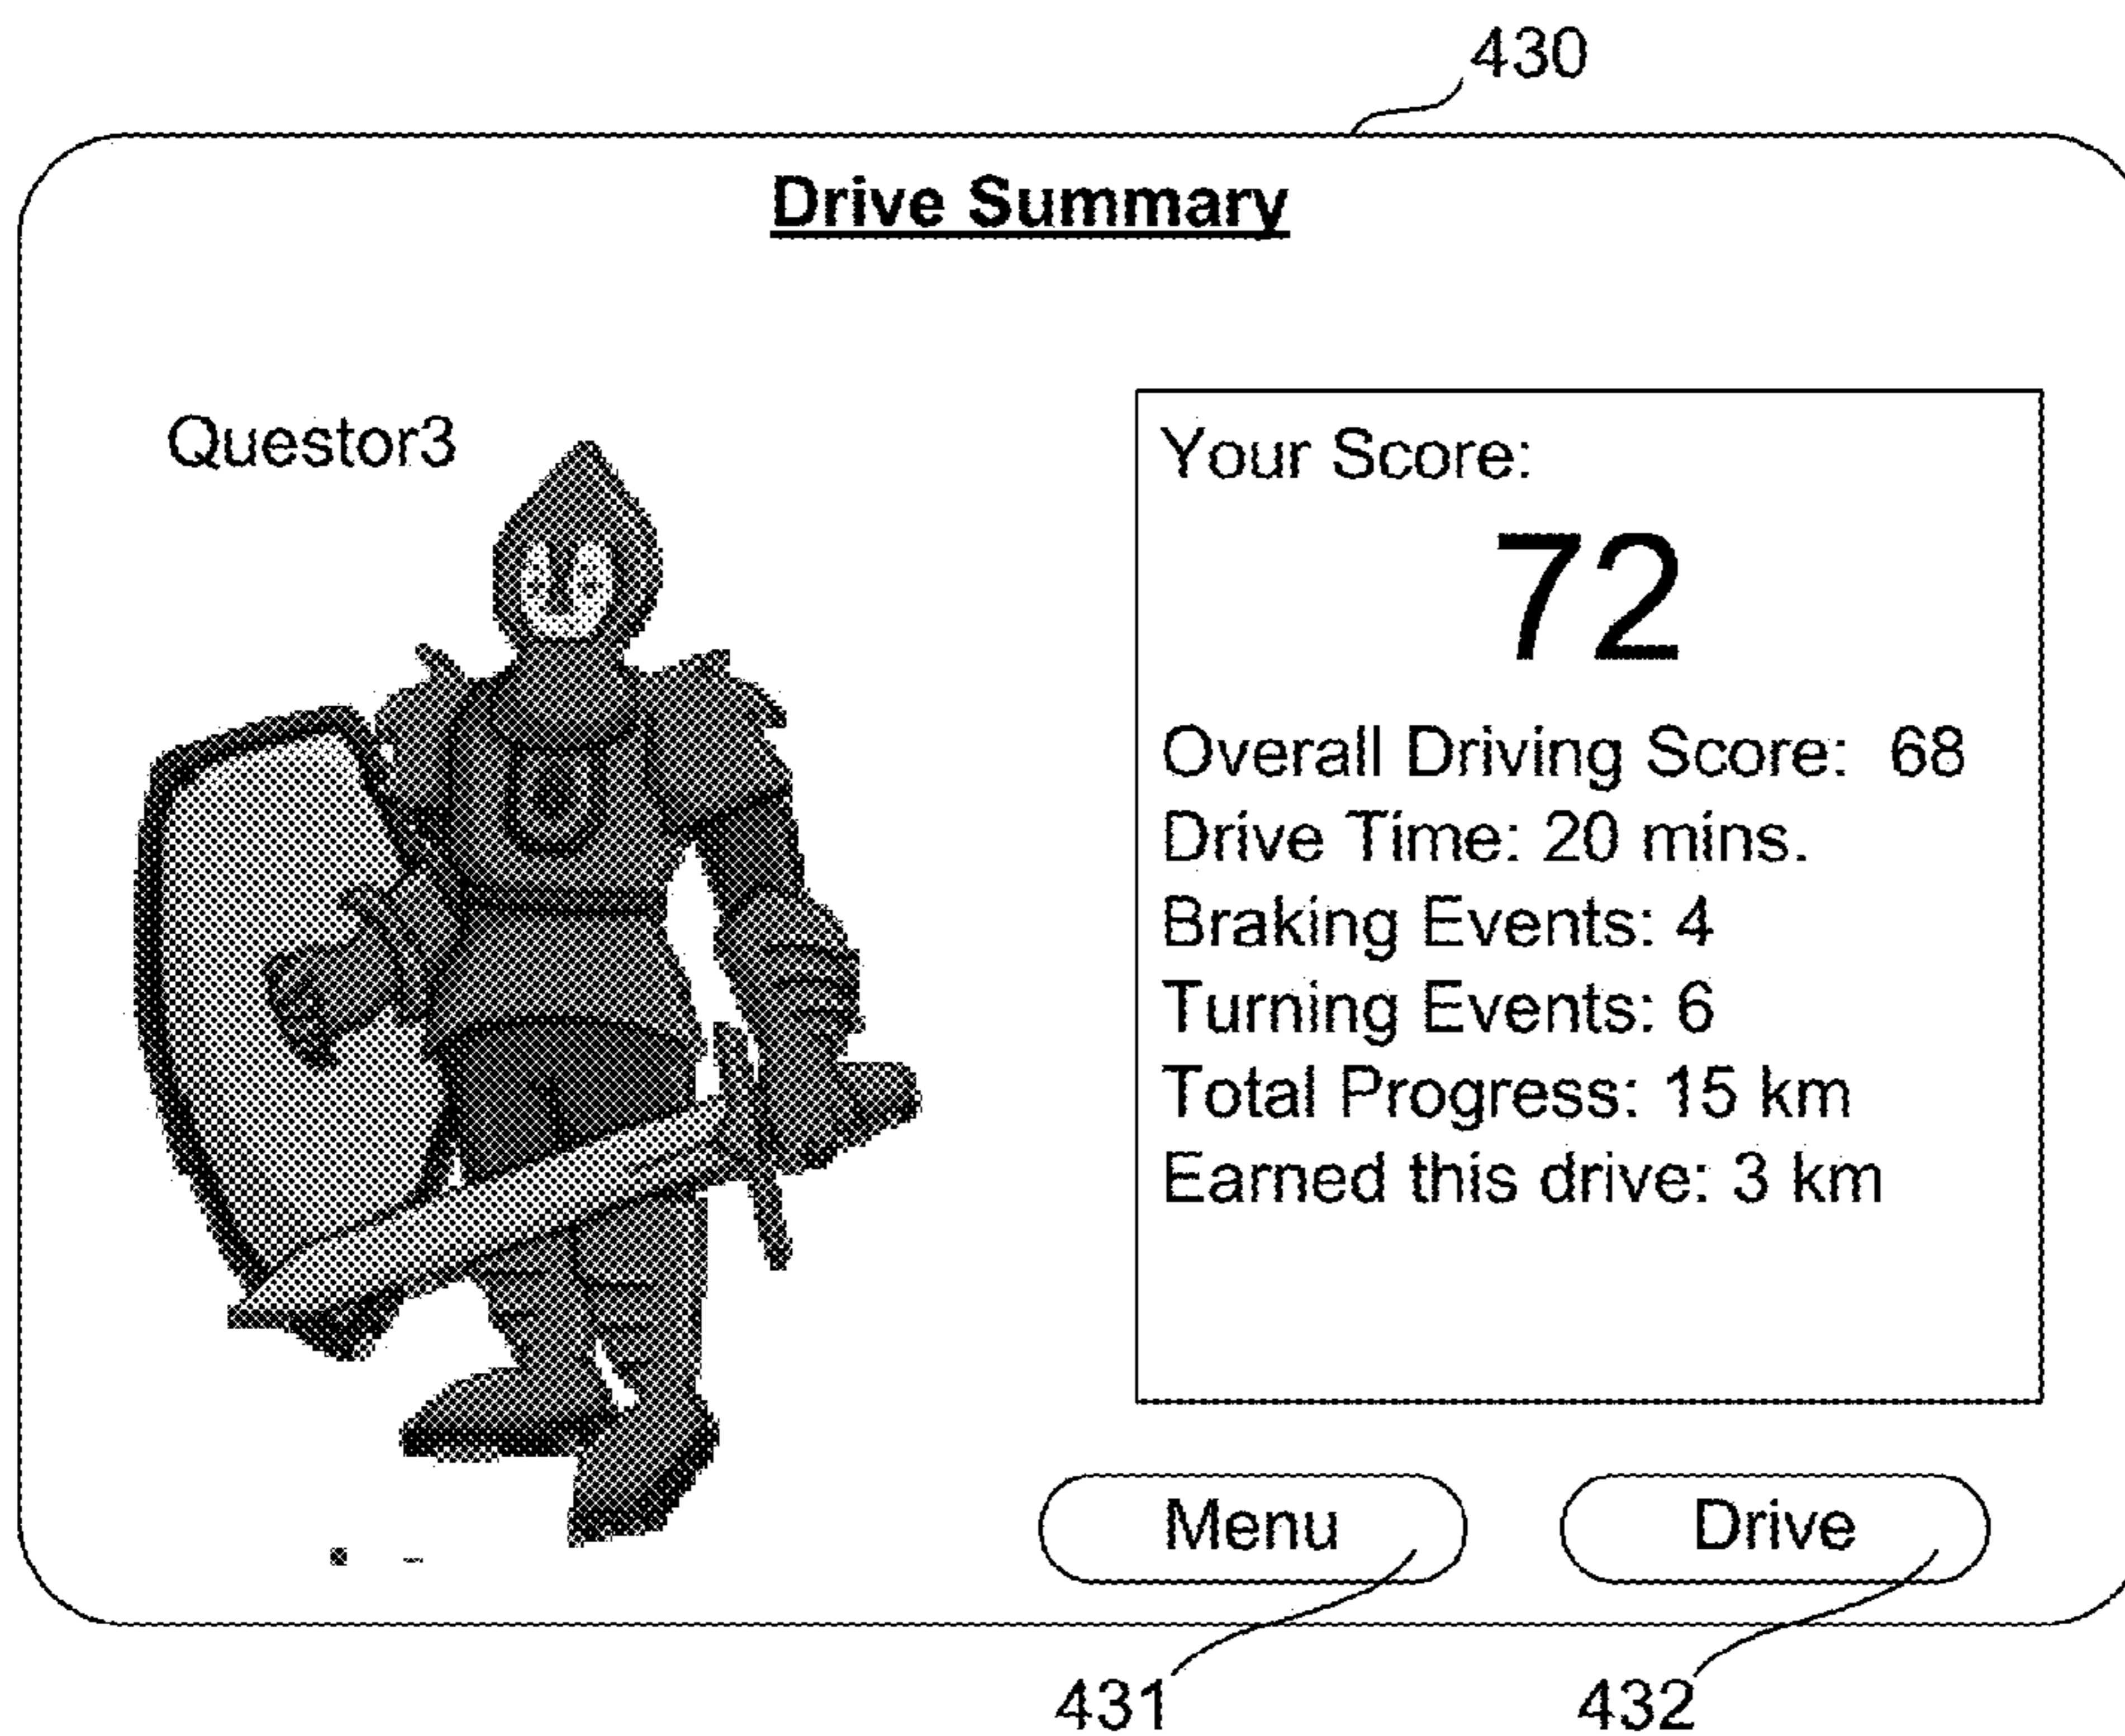 430
Drive Summary
Questor3
Your Score:
72
Overall Driving Score: 68
Drive Time: 20 mins.
Braking Events: 4
Turning Events: 6
Total Progress: 15 km
Earned this drive: 3 km
Menu
Drive
431
432